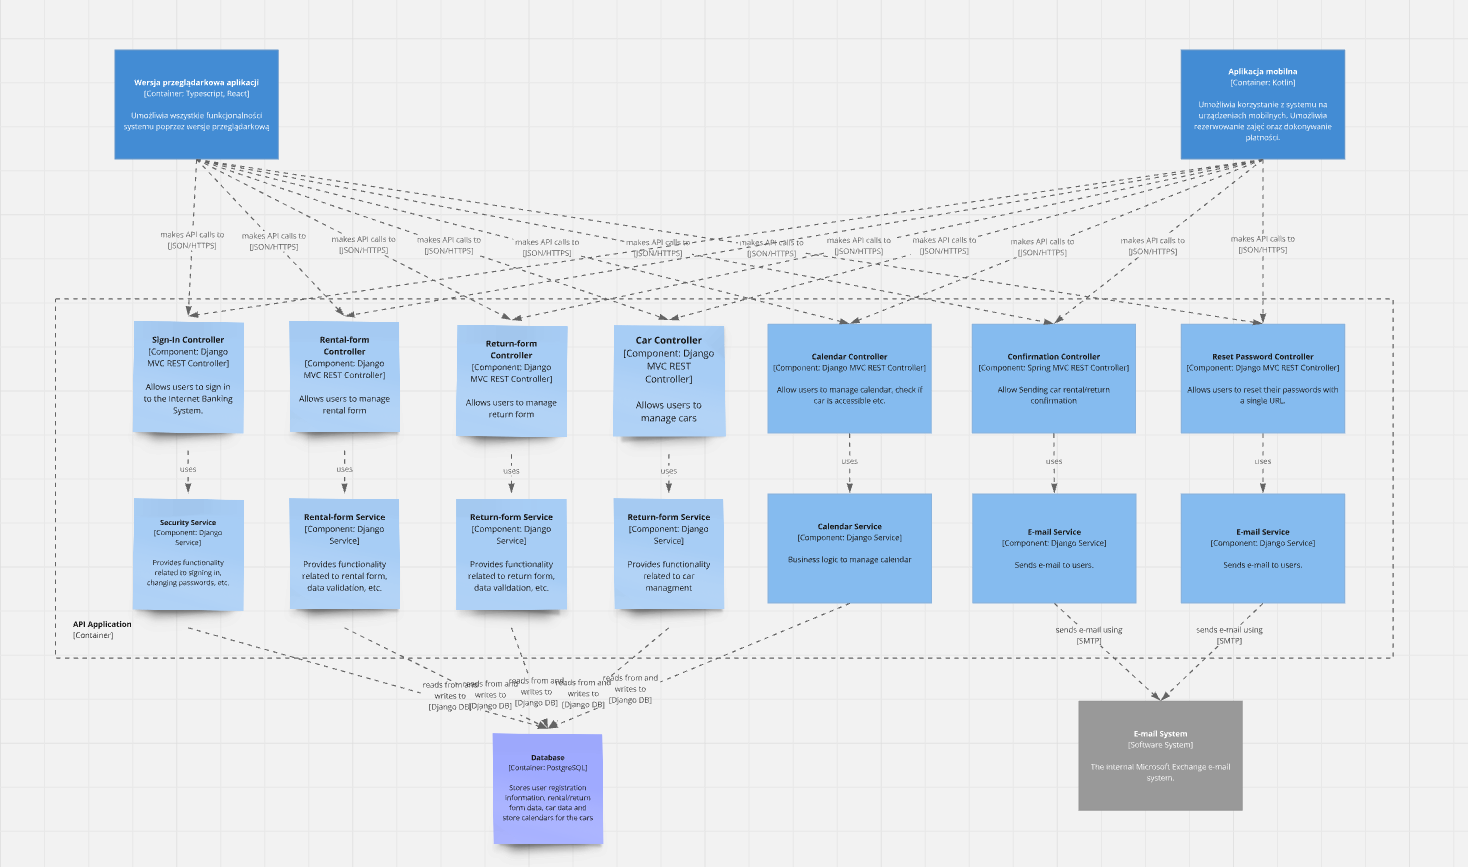 Wersja przeglądarkowa aplikacji
[Container: Typescript, React]
Umożliwia wszystkie funkcjonalności
systemu poprzez wersje przeglądarkową
Aplikacja mobilna
[Container: Kotlin]
Umożliwia korzystanie z systemu na
urządzeniach mobilnych. Umożliwia
rezerwowanie zajęć oraz dokonywanie
płatności.
makes API calls to
[JSON/HTTPS]
makes API calls to
[JSON/HTTPS]
makes API calls to
[JSON/HTTPS]
makes API calls to
[JSON/HTTPS]
makes API calls to
[JSON/HTTPS]
makes API calls to
[JSON/HTTPS]
makes API calls to
[JSON/HTTPS]
makes API calls to
[JSON/HTTPS]
makes API calls to
[JSON/HTTPS]
makes API calls to
[JSON/HTTPS]
makes API calls to
[JSON/HTTPS]
makes API calls to
[JSON/HTTPS]
Sign-In Controller
[Component: Django
MVC REST Controller]
Allows users to sign in
to the Internet Banking
System.
Rental-form
Controller
[Component: Django
MVC REST Controller]
Allows users to manage
rental form
Return-form
Controller
[Component: Django
MVC REST Controller]
Allows users to manage
return form
Car Controller
[Component: Django
MVC REST
Controller]
Allows users to
manage cars
Calendar Controller
[Component: Django MVC REST Controller]
Allow users to manage calendar, check if
car is accessible etc.
Confirmation Controller
[Component: Spring MVC REST Controller]
Allow Sending car rental/return
confirmation
Reset Password Controller
[Component: Django MVC REST Controller]
Allows users to reset their passwords with
a single URL.
uses
uses
uses
uses
uses
uses
uses
Security Service
[Component: Django
Service]
Provides functionality
related to signing in,
changing passwords, etc.
Rental-form Service
[Component: Django
Service]
Provides functionality
related to rental form,
data validation, etc.
Return-form Service
[Component: Django
Service]
Provides functionality
related to return form,
data validation, etc.
Return-form Service
[Component: Django
Service]
Provides functionality
related to car
managment
Calendar Service
[Component: Django Service]
Business logic to manage calendar
E-mail Service
[Component: Django Service]
Sends e-mail to users.
E-mail Service
[Component: Django Service]
Sends e-mail to users.
API Application
[Container]
reads from and
writes to
[Django DB]
reads from and
writes to
[Django DB]
reads from and
writes to
[Django DB]
reads from and
writes to
[Django DB]
reads from and
writes to
[Django DB]
sends e-mail using
[SMTP]
sends e-mail using
[SMTP]
Database
[Container: PostgreSQL]
Stores user registration
information, rental/return
form data, car data and
store calendars for the cars
E-mail System
[Software System]
The internal Microsoft Exchange e-mail
system.